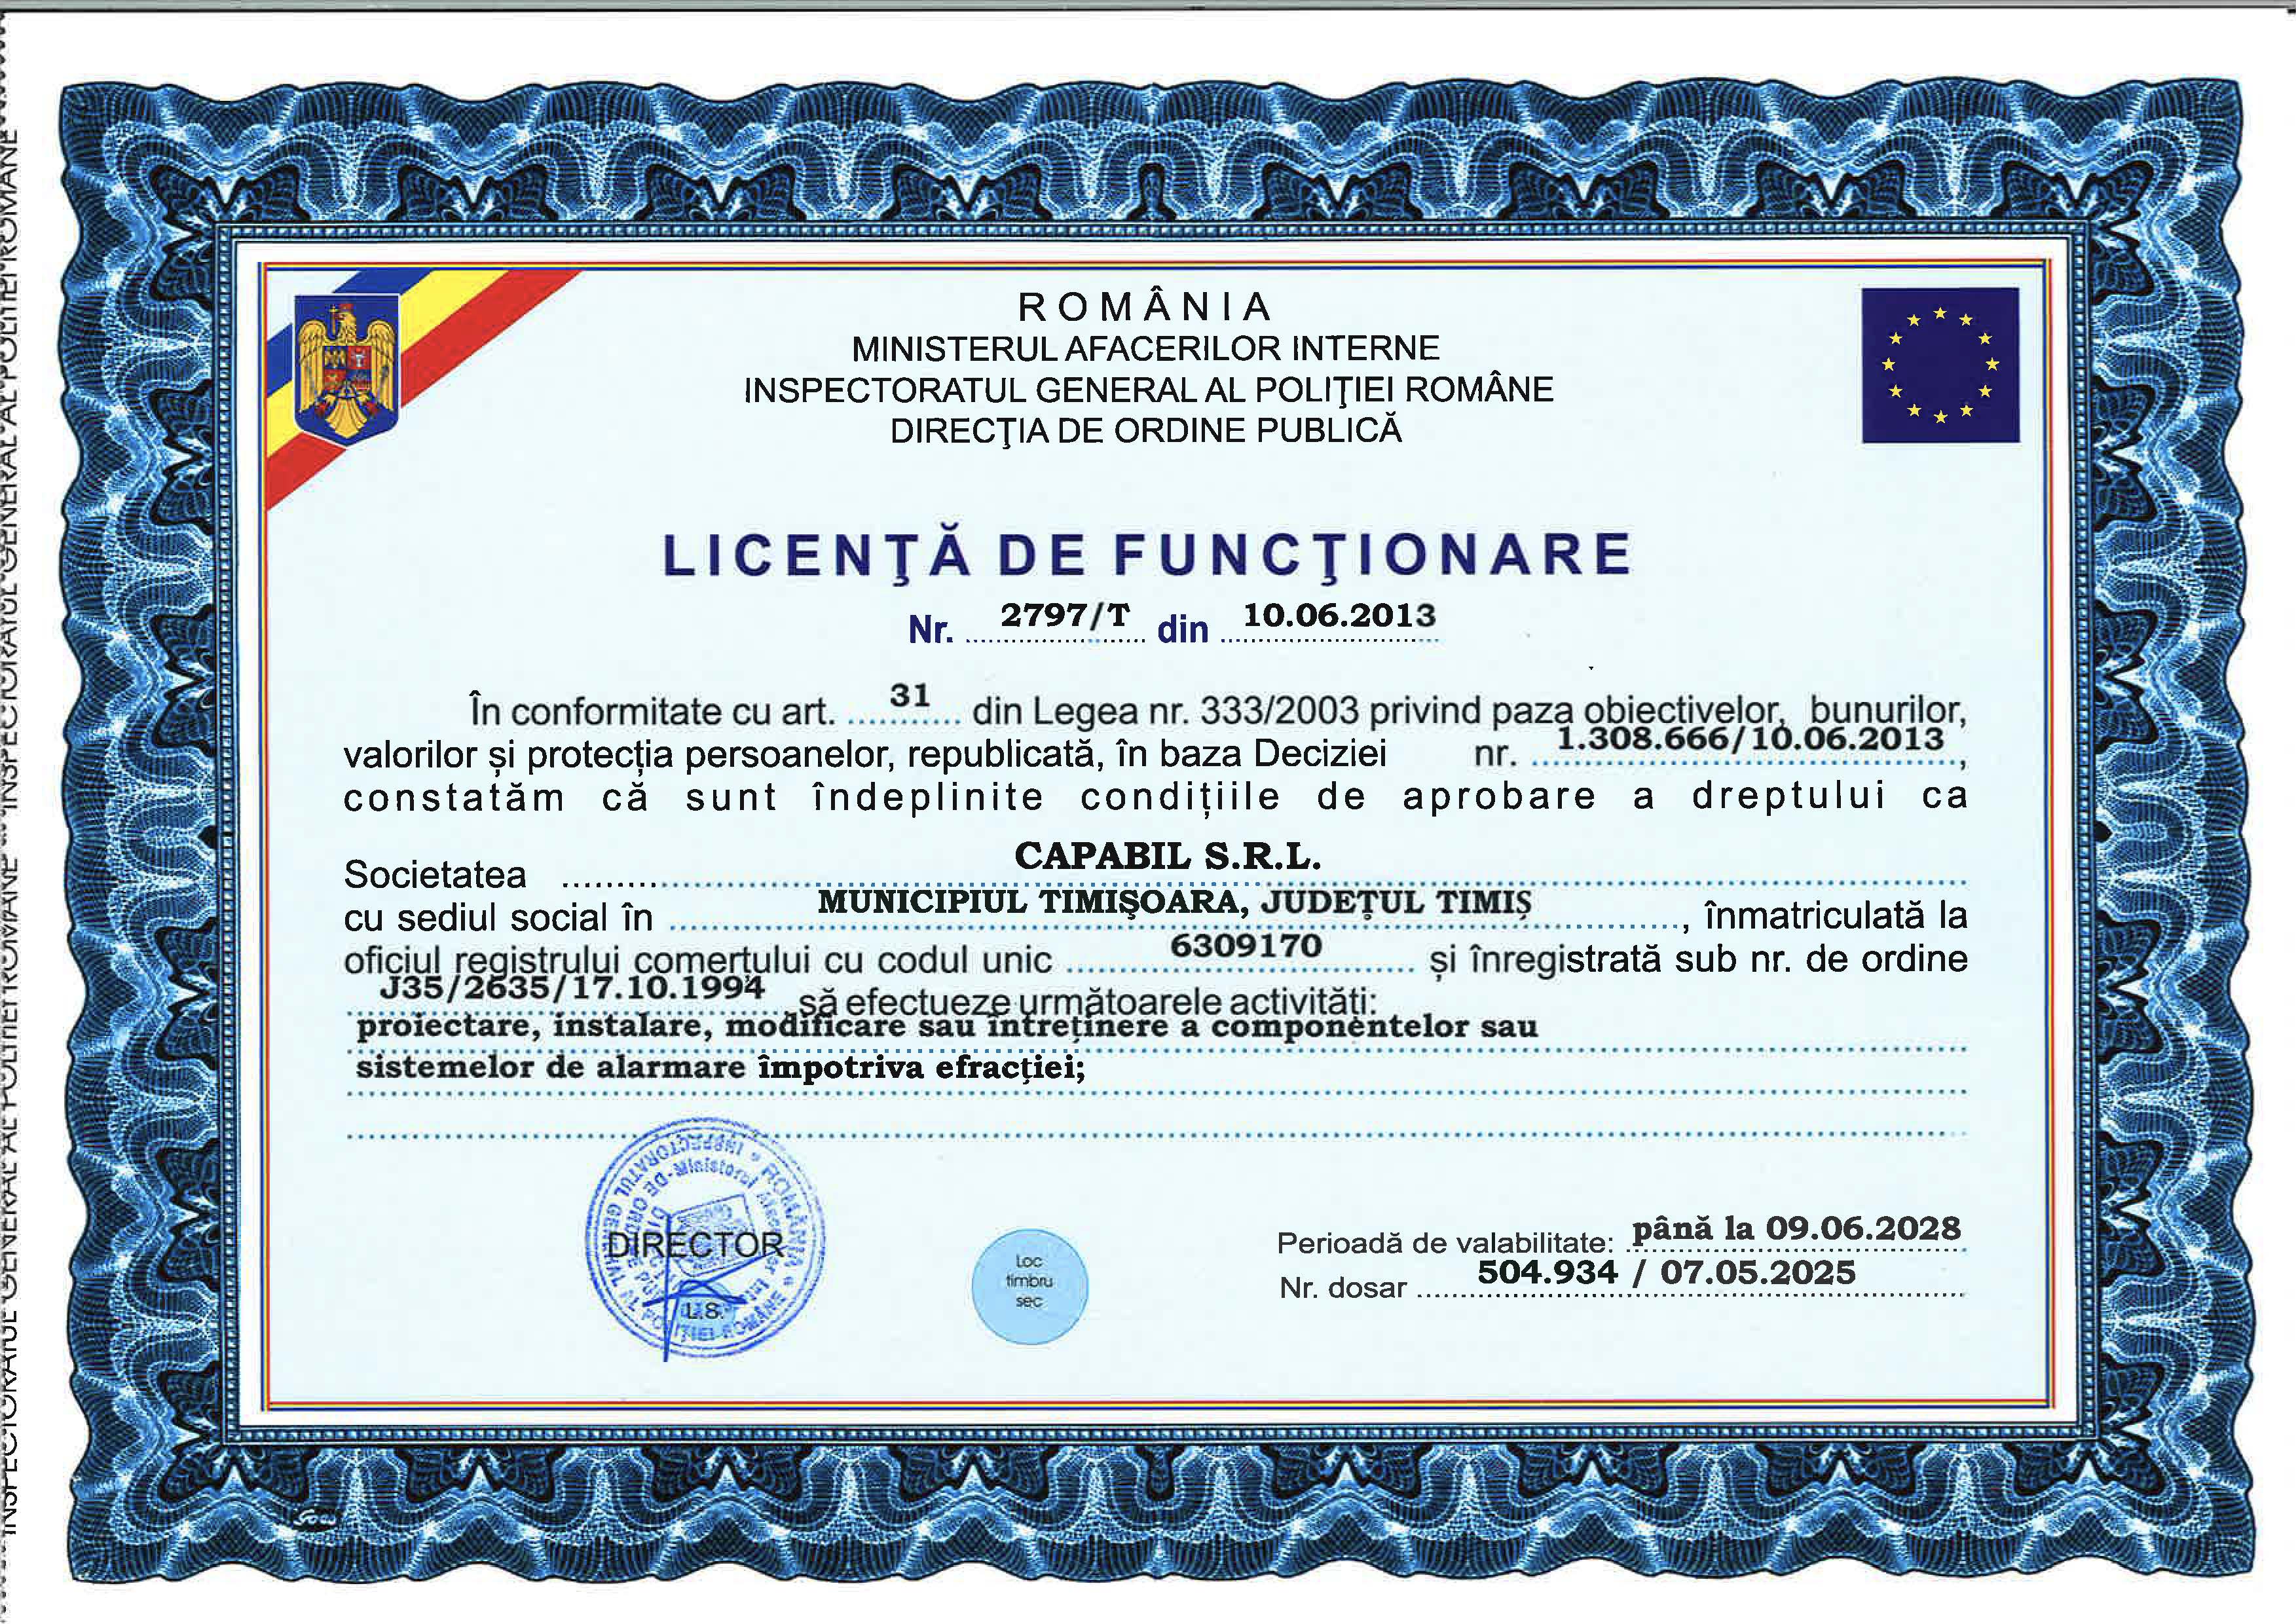 ROMÂNIA
MINISTERUL AFACERILOR INTERNE
INSPECTORATUL GENERAL AL POLIŢIEI ROMÂNE
DIRECŢIA DE ORDINE PUBLICĂ
LICENŢĂ DE FUNCŢIONARE
Nr. 2797/T din 10.06.2013
În conformitate cu art. 31 din Legea nr. 333/2003 privind paza obiectivelor, bunurilor,
valorilor și protecția persoanelor, republicată, în baza Deciziei nr. 1.308.666/10.06.2013,
constatăm că sunt îndeplinite condițiile de aprobare a dreptului ca
Societatea CAPABIL S.R.L.
cu sediul social în MUNICIPIUL TIMIȘOARA, JUDEȚUL TIMIȘ, înmatriculată la
oficiul registrului comerțului cu codul unic 6309170 și înregistrată sub nr. de ordine
J35/2635/17.10.1994 să efectueze următoarele activități:
proiectare, instalare, modificare sau întreținere a componentelor sau
sistemelor de alarmare împotriva efracției;
DIRECTOR
L.S.
Loc
timbru
sec
Perioadă de valabilitate: până la 09.06.2028
Nr. dosar 504.934 / 07.05.2025
INSPECTORATUL GENERAL AL POLIŢIEI ROMÂNE